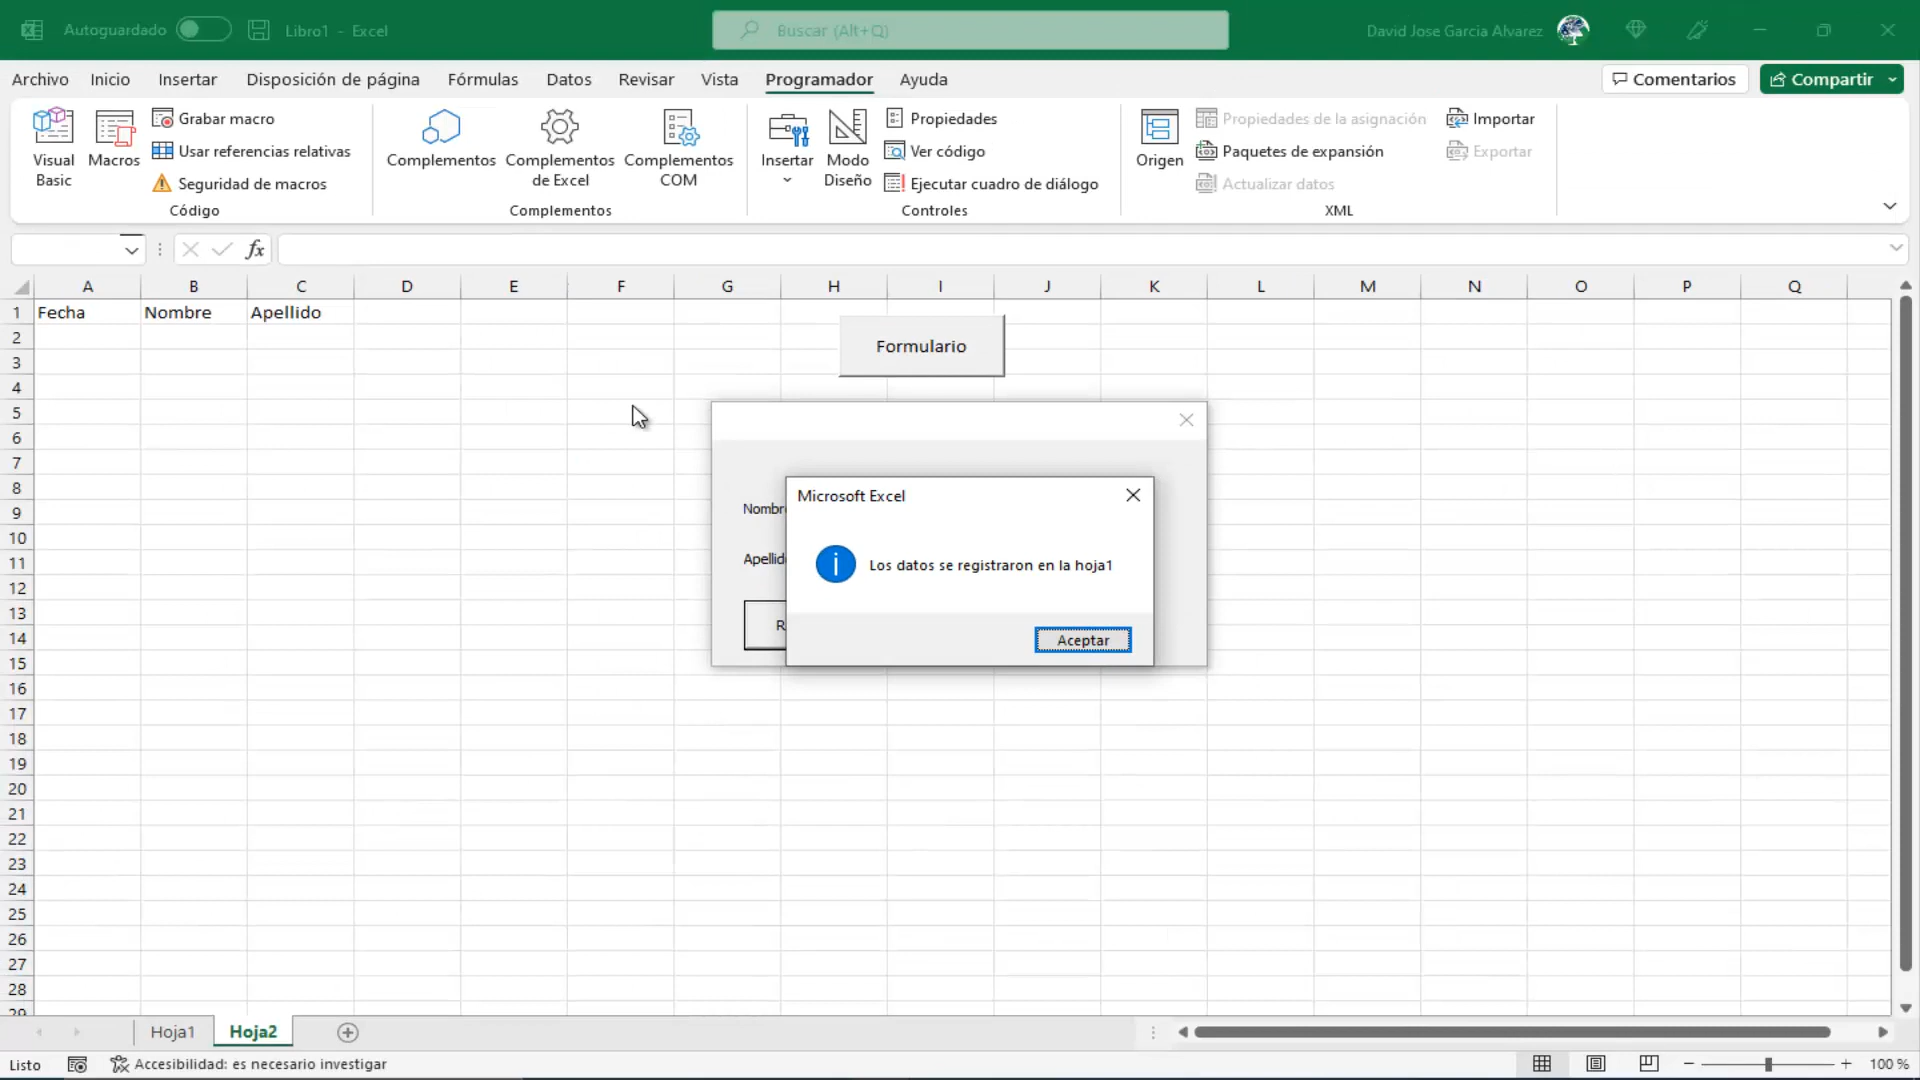 Autoguardado
Libro1 - Excel
Buscar (Alt+Q)
David Jose Garcia Alvarez
Archivo Inicio Insertar Disposición de página Fórmulas Datos Revisar Vista Programador Ayuda
Comentarios Compartir
Visual Basic
Macros
Grabar macro
Usar referencias relativas
Seguridad de macros
Código
Complementos
Complementos de Excel
Complementos COM
Complementos
Insertar
Modo Diseño
Propiedades
Ver código
Ejecutar cuadro de diálogo
Controles
Origen
Propiedades de la asignación
Paquetes de expansión
Actualizar datos
Importar
Exportar
XML
fx
A B C D E F G H I J K L M N O P Q
1 Fecha Nombre Apellido
2
Formulario
3
4
5
6
7
8
Microsoft Excel
9
Nombr
10
11
Apellid
Los datos se registraron en la hoja1
12
13
R
14
Aceptar
15
16
17
18
19
20
21
22
23
24
25
26
27
28
29
Hoja1 Hoja2
Listo
Accesibilidad: es necesario investigar
100 %